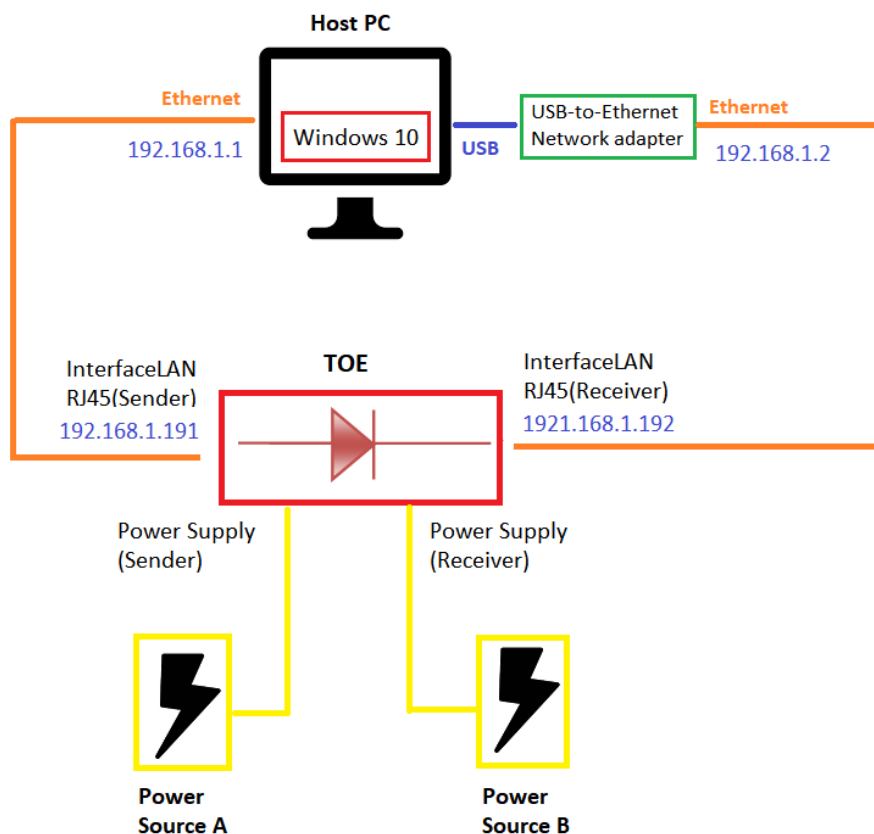 Host PC
Ethernet
192.168.1.1
Windows 10
USB
USB-to-Ethernet
Network adapter
Ethernet
192.168.1.2
InterfaceLAN
RJ45(Sender)
192.168.1.191
TOE
InterfaceLAN
RJ45(Receiver)
1921.168.1.192
Power Supply
(Sender)
Power Supply
(Receiver)
Power
Source A
Power
Source B